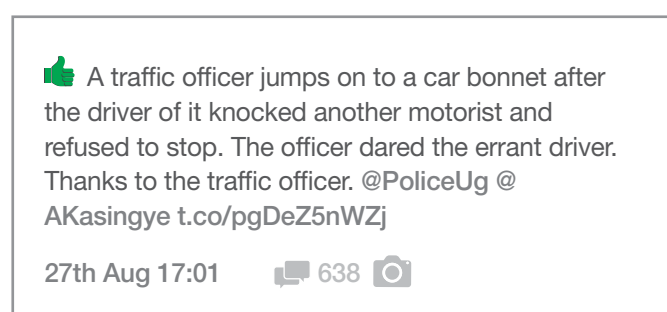 A traffic officer jumps on to a car bonnet after
the driver of it knocked another motorist and
refused to stop. The officer dared the errant driver.
Thanks to the traffic officer. @PoliceUg @
AKasingye t.co/pgDeZ5nWZj
27th Aug 17:01 638